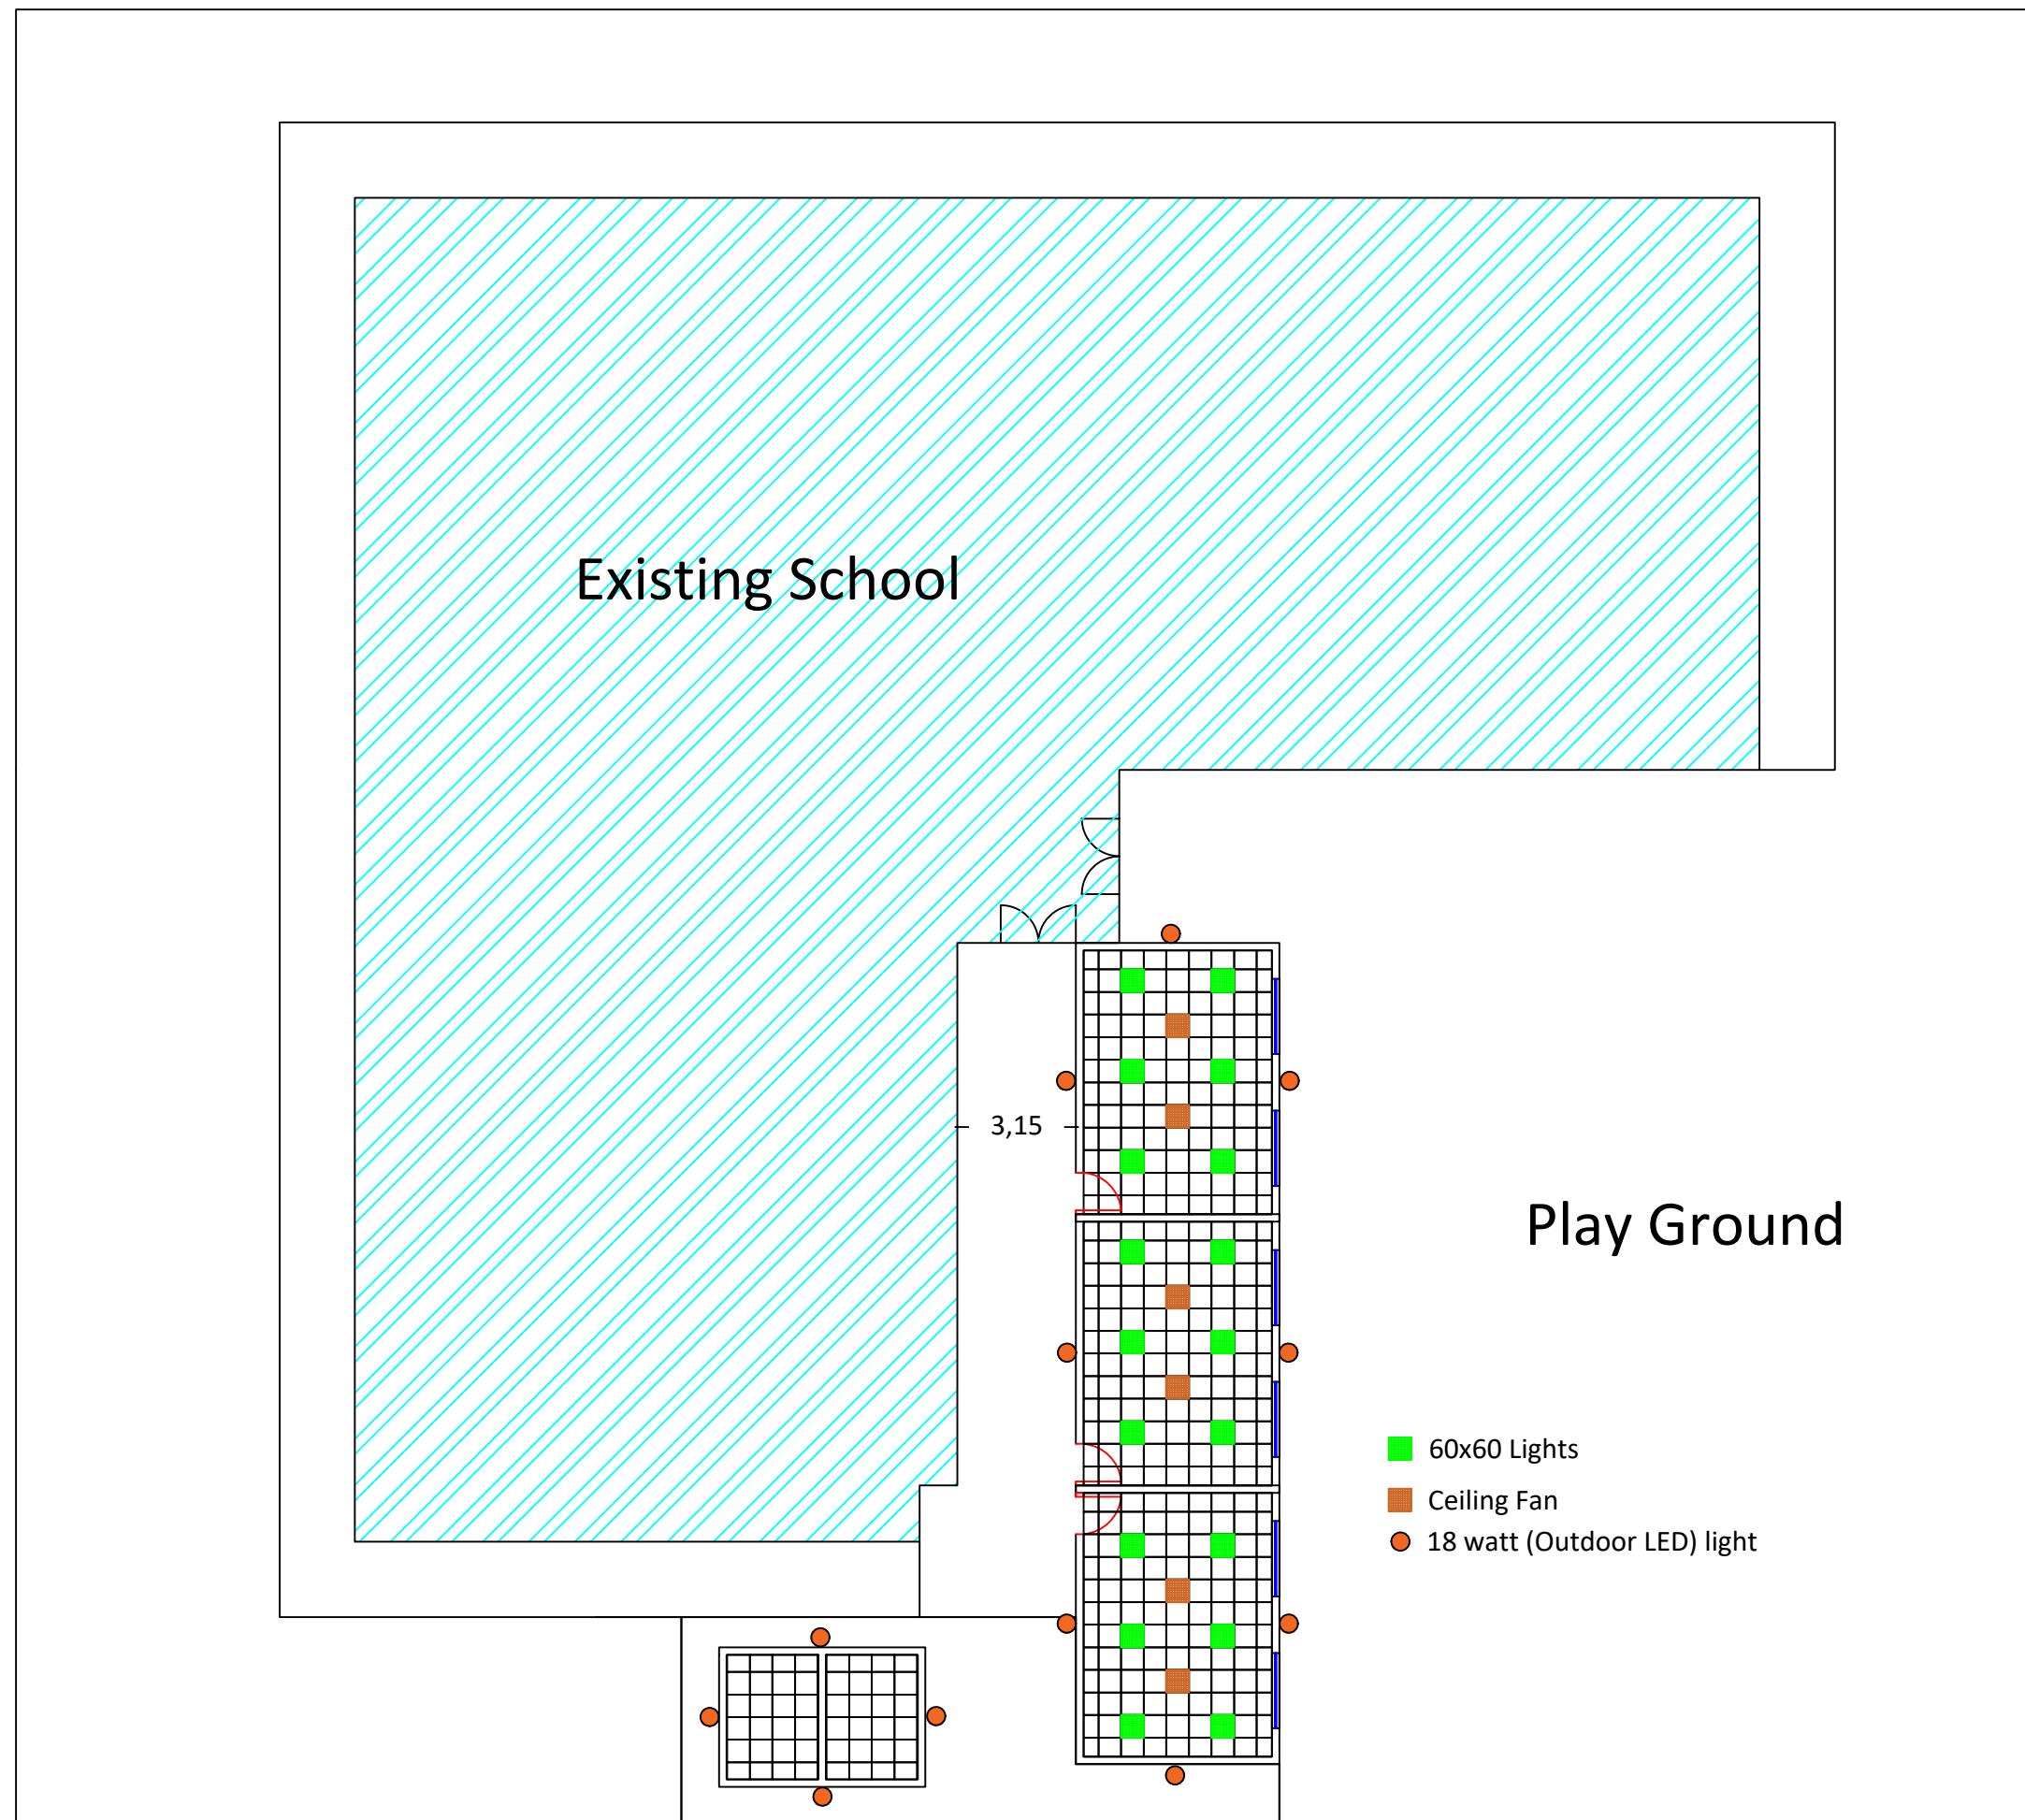 Existing School
3,15
Play Ground
60x60 Lights
Ceiling Fan
18 watt (Outdoor LED) light